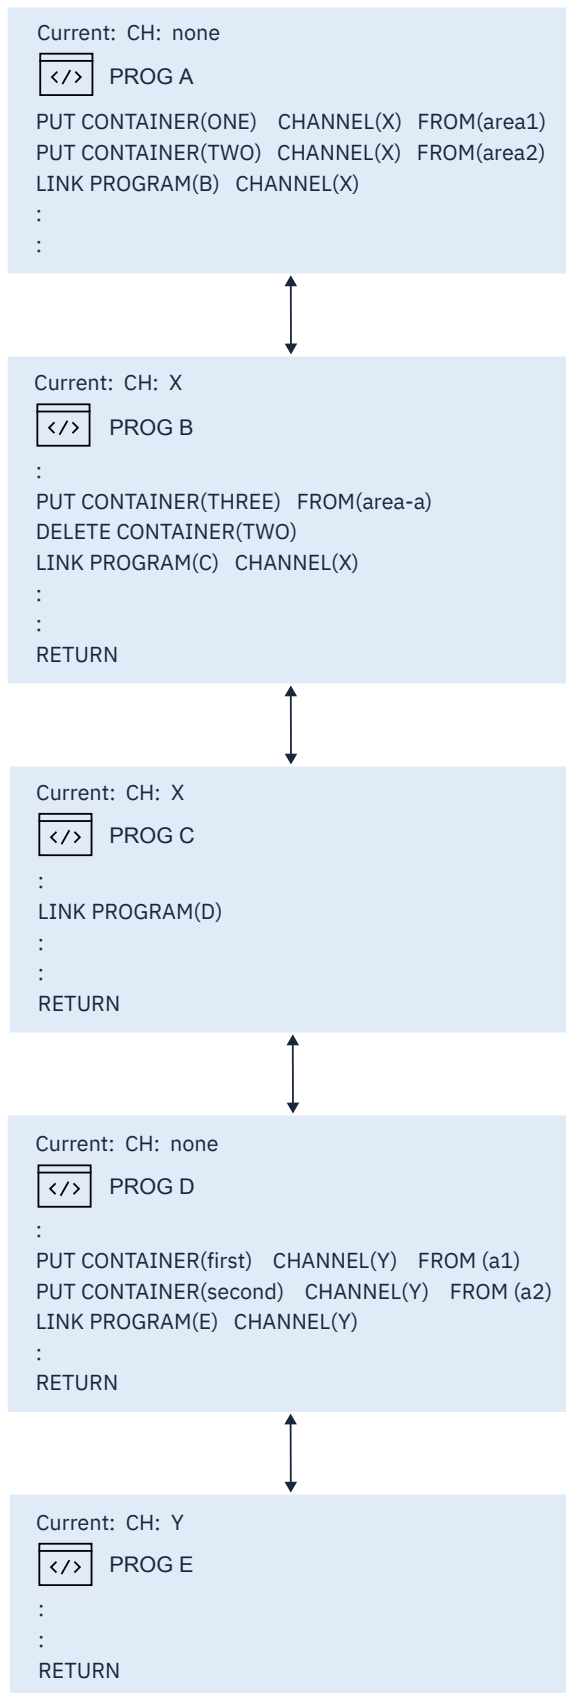 Current: CH: none
</> PROG A
PUT CONTAINER(ONE) CHANNEL(X) FROM(area1)
PUT CONTAINER(TWO) CHANNEL(X) FROM(area2)
LINK PROGRAM(B) CHANNEL(X)
:
:
Current: CH: X
</> PROG B
:
PUT CONTAINER(THREE) FROM(area-a)
DELETE CONTAINER(TWO)
LINK PROGRAM(C) CHANNEL(X)
:
:
RETURN
Current: CH: X
</> PROG C
:
LINK PROGRAM(D)
:
:
RETURN
Current: CH: none
</> PROG D
:
PUT CONTAINER(first) CHANNEL(Y) FROM (a1)
PUT CONTAINER(second) CHANNEL(Y) FROM (a2)
LINK PROGRAM(E) CHANNEL(Y)
:
RETURN
Current: CH: Y
</> PROG E
:
:
RETURN